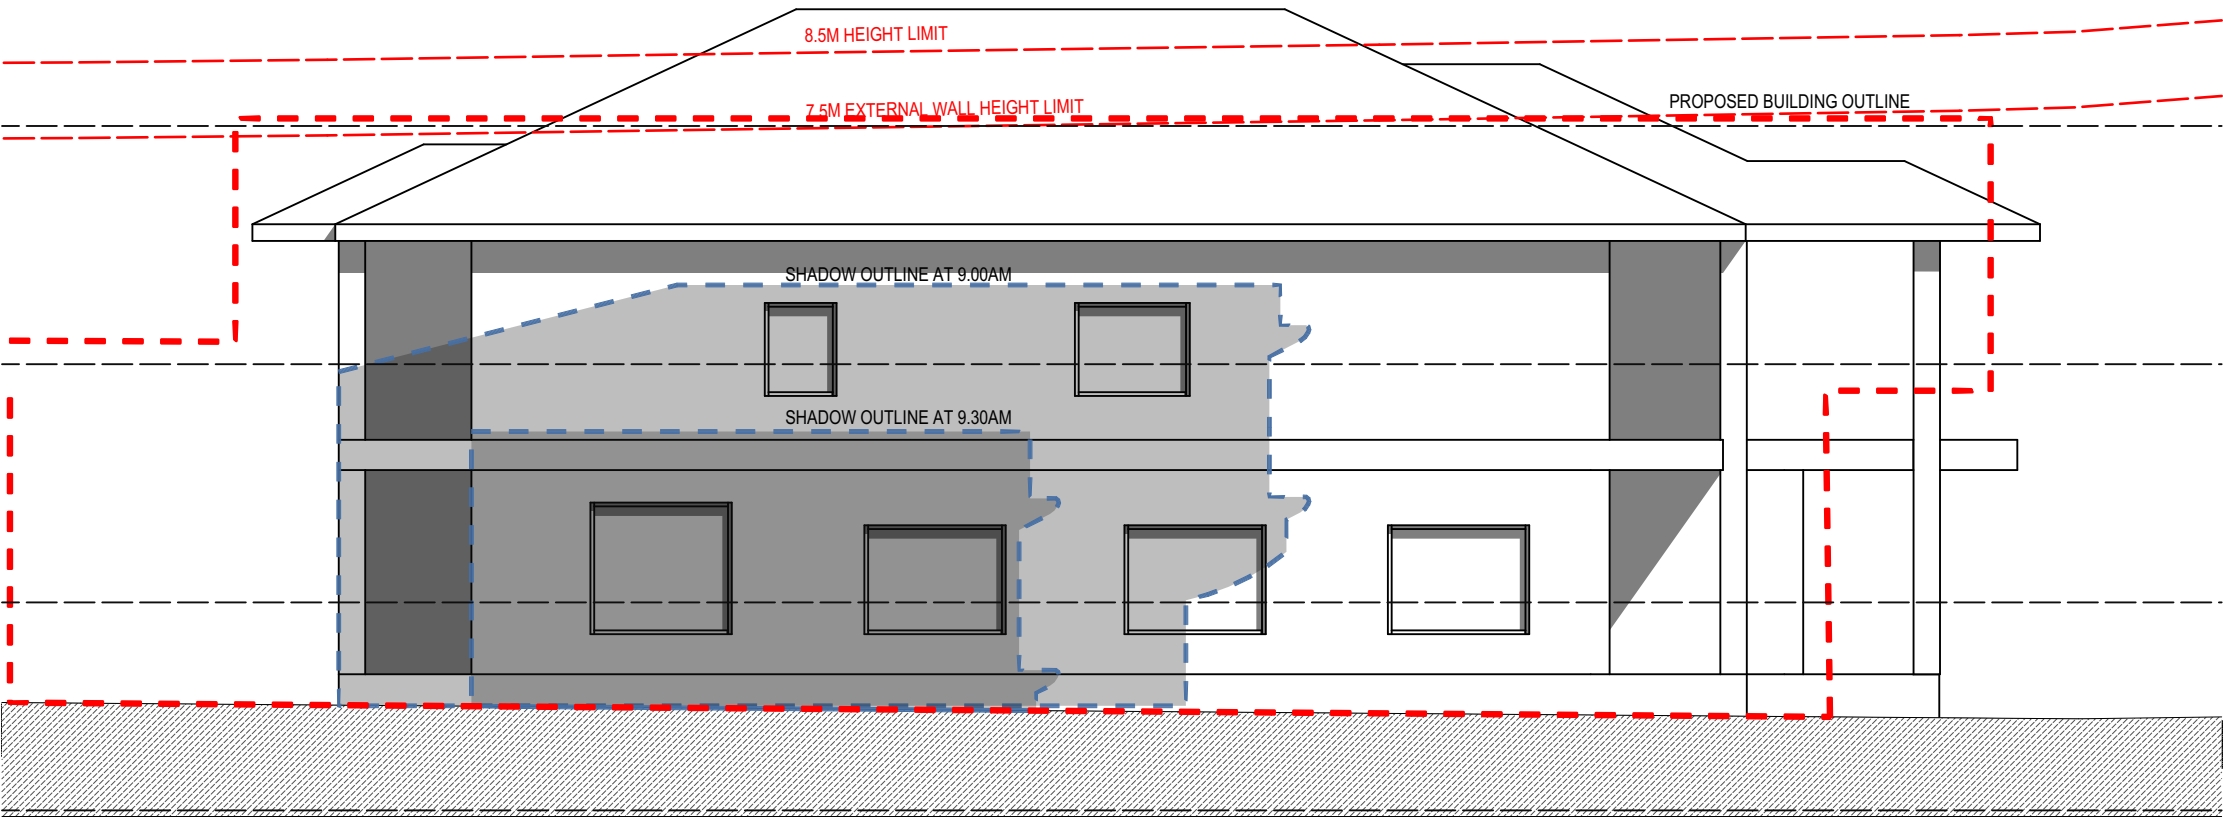 8.5M HEIGHT LIMIT
PROPOSED BUILDING OUTLINE
7.5M EXTERNAL WALL HEIGHT LIMIT
SHADOW OUTLINE AT 9.00AM
SHADOW OUTLINE AT 9.30AM